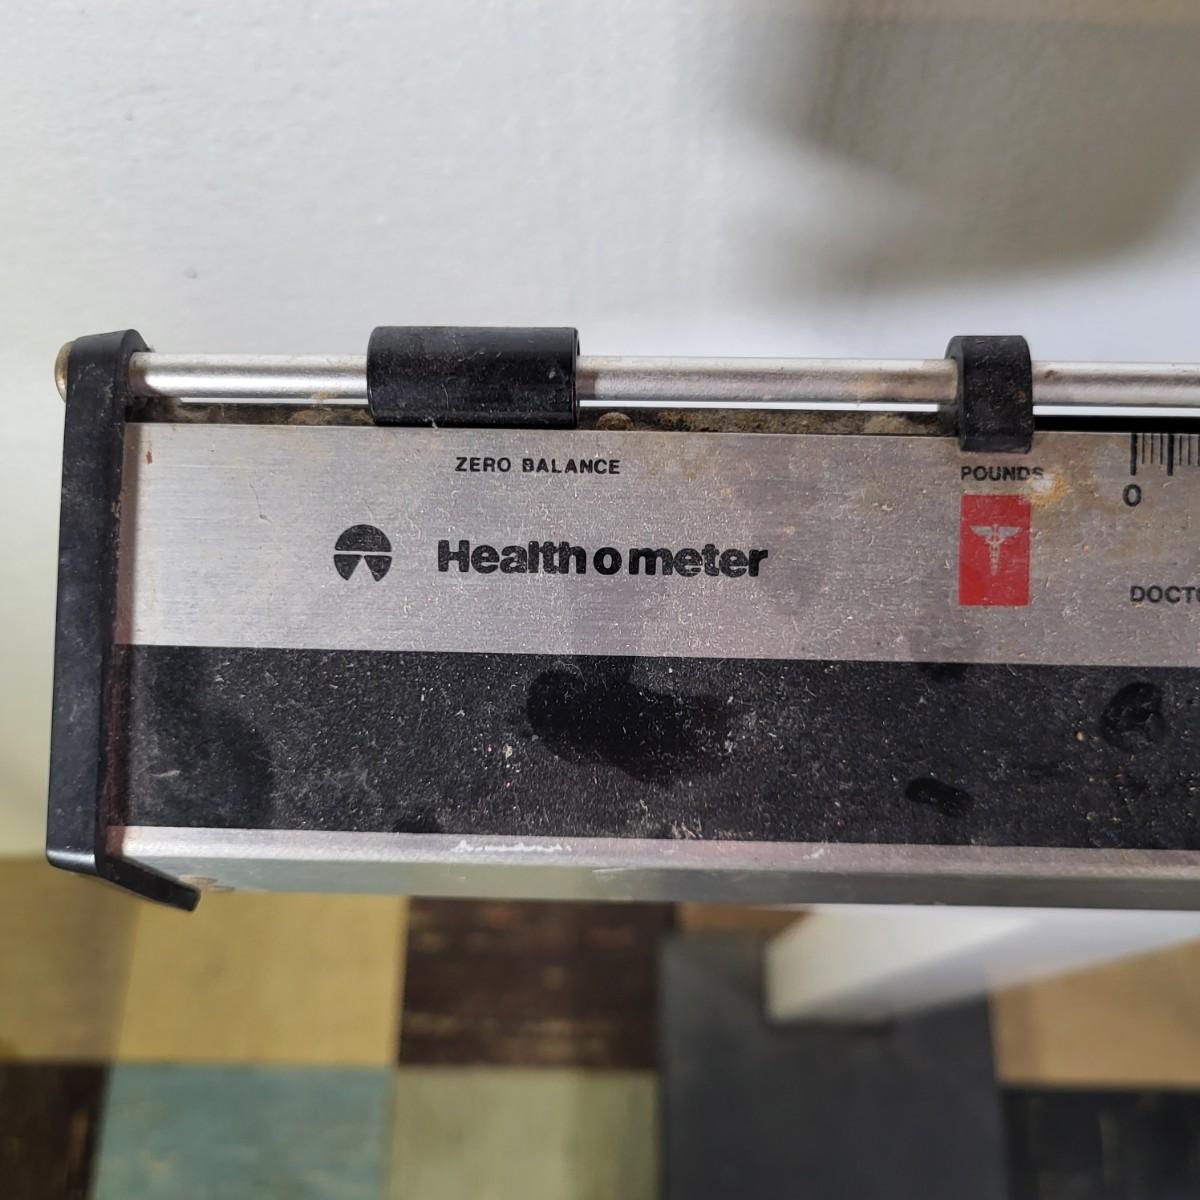 ZERO BALANCE
POUNDS
0
Health o meter